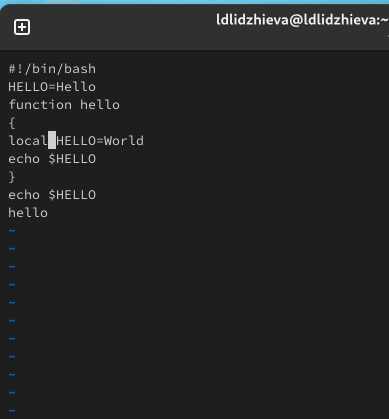 ldlidzhieva@ldlidzhieva:~
#!/bin/bash
HELLO=Hello
function hello
{
local HELLO=World
echo $HELLO
}
echo $HELLO
hello
~
~
~
~
~
~
~
~
~
~
~